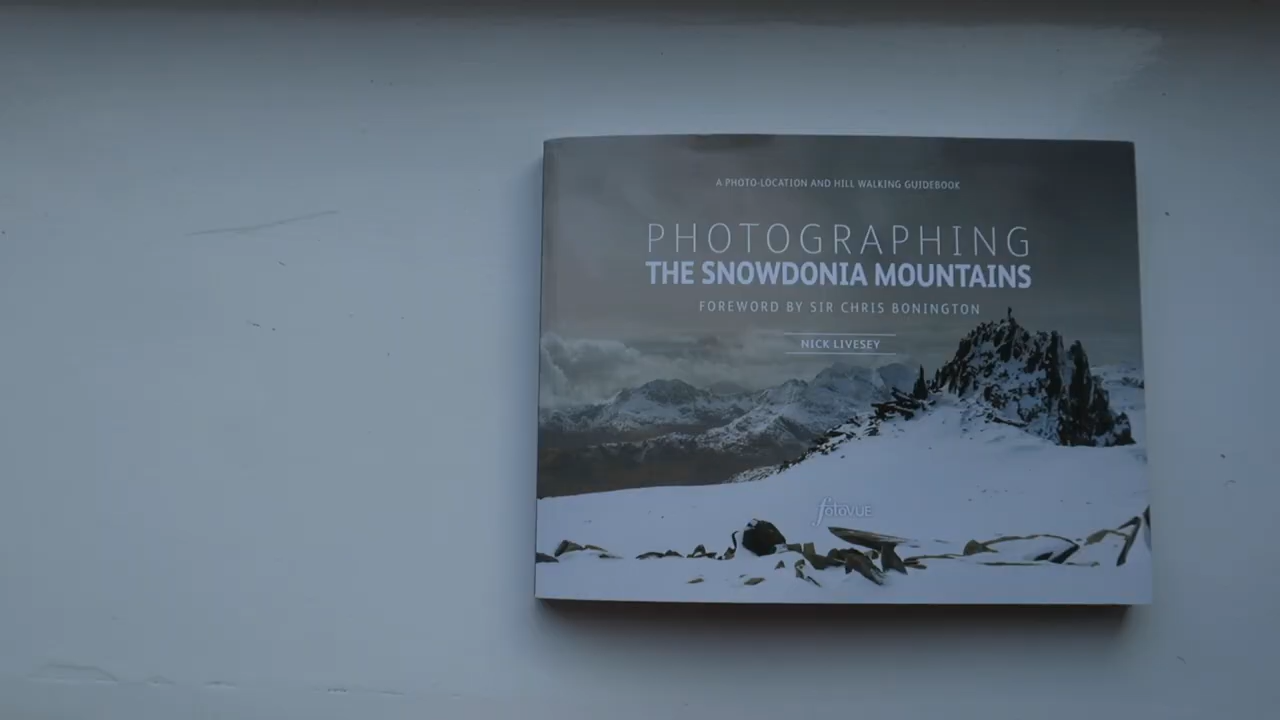 A PHOTO-LOCATION AND HILL WALKING GUIDEBOOK
PHOTOGRAPHING
THE SNOWDONIA MOUNTAINS
FOREWORD BY SIR CHRIS BONINGTON
NICK LIVESEY
fotoVUE